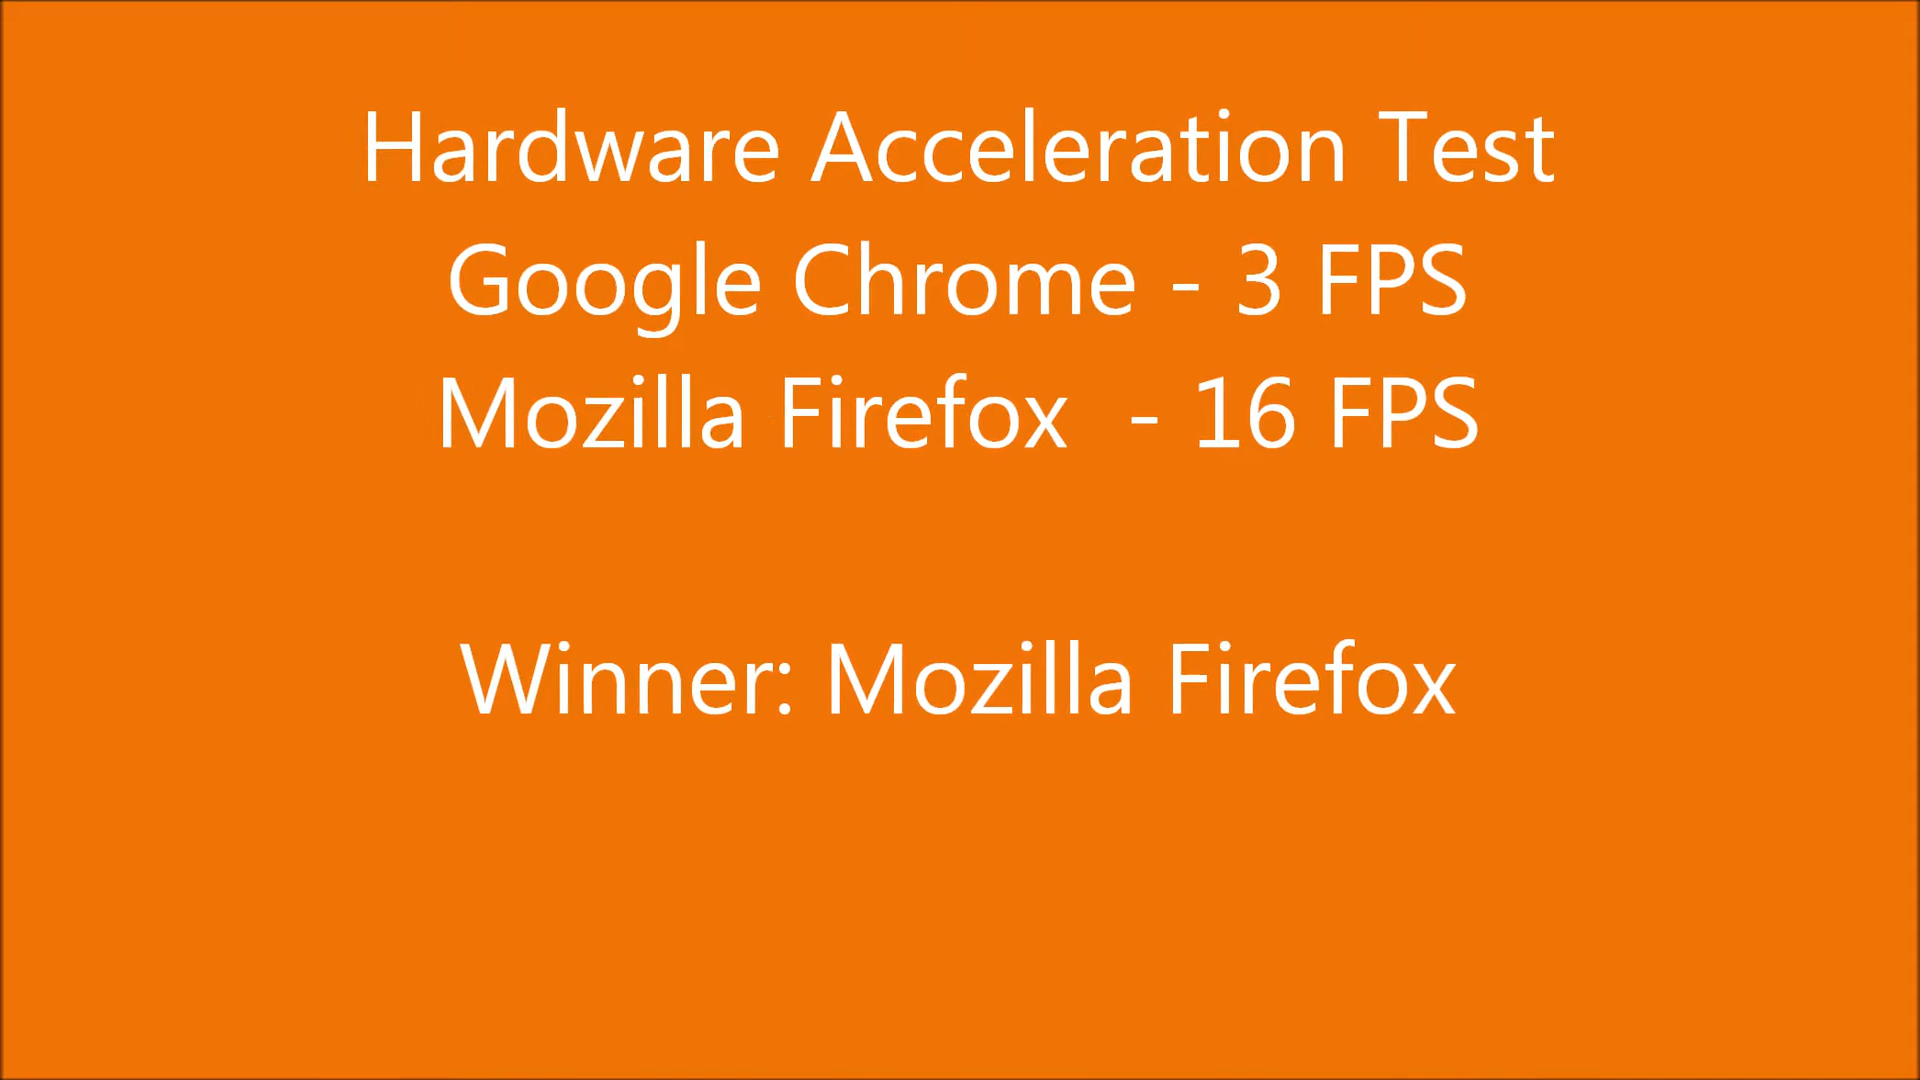 Hardware Acceleration Test
Google Chrome - 3 FPS
Mozilla Firefox  - 16 FPS
Winner: Mozilla Firefox